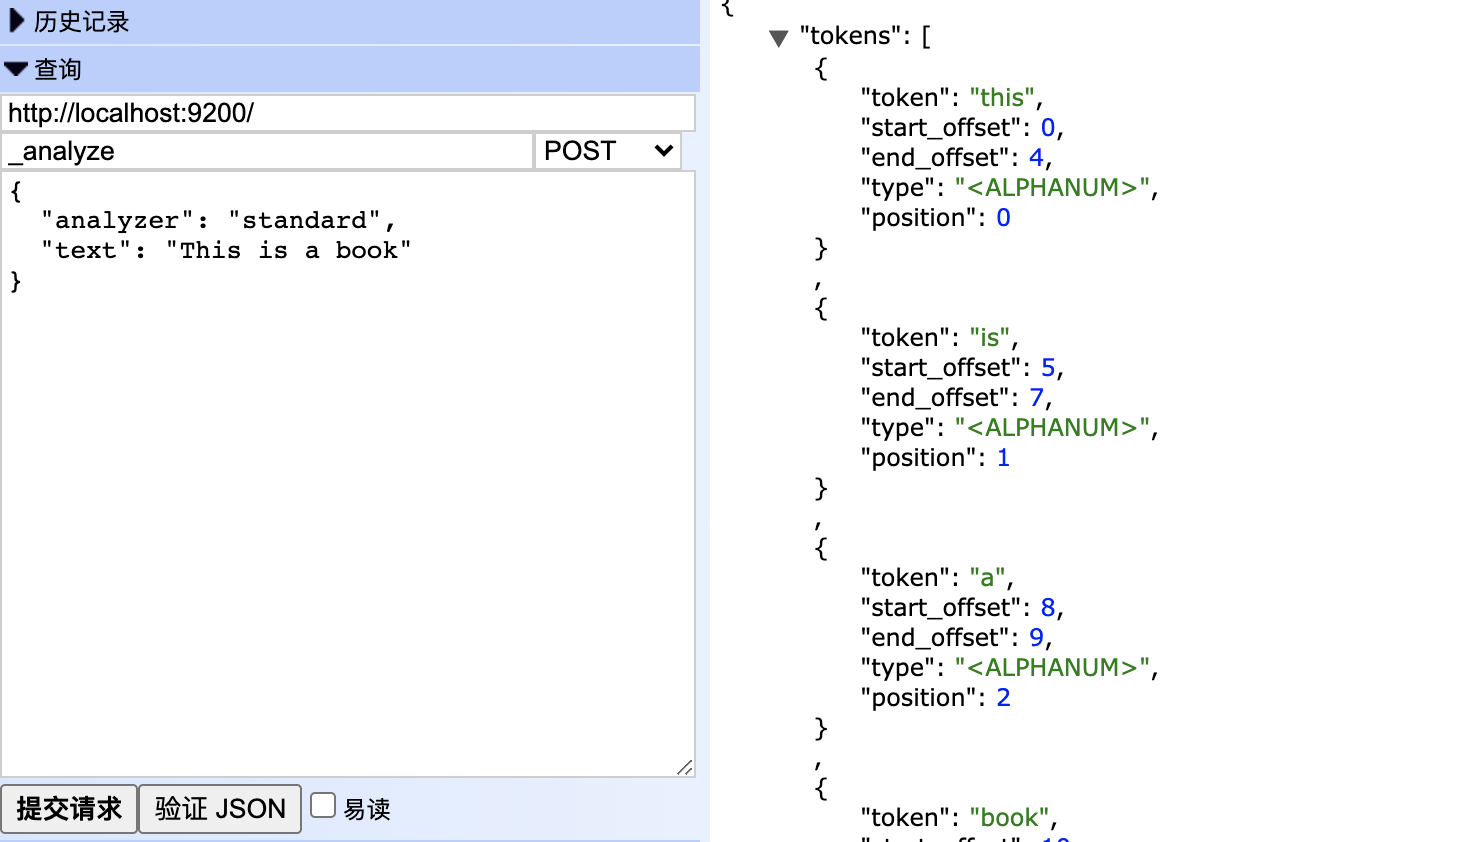 历史记录
查询
http://localhost:9200/
_analyze
POST
{
"analyzer": "standard",
"text": "This is a book"
}
提交请求
验证 JSON
易读
{
"tokens": [
{
"token": "this",
"start_offset": 0,
"end_offset": 4,
"type": "<ALPHANUM>",
"position": 0
}
,
{
"token": "is",
"start_offset": 5,
"end_offset": 7,
"type": "<ALPHANUM>",
"position": 1
}
,
{
"token": "a",
"start_offset": 8,
"end_offset": 9,
"type": "<ALPHANUM>",
"position": 2
}
,
{
"token": "book",